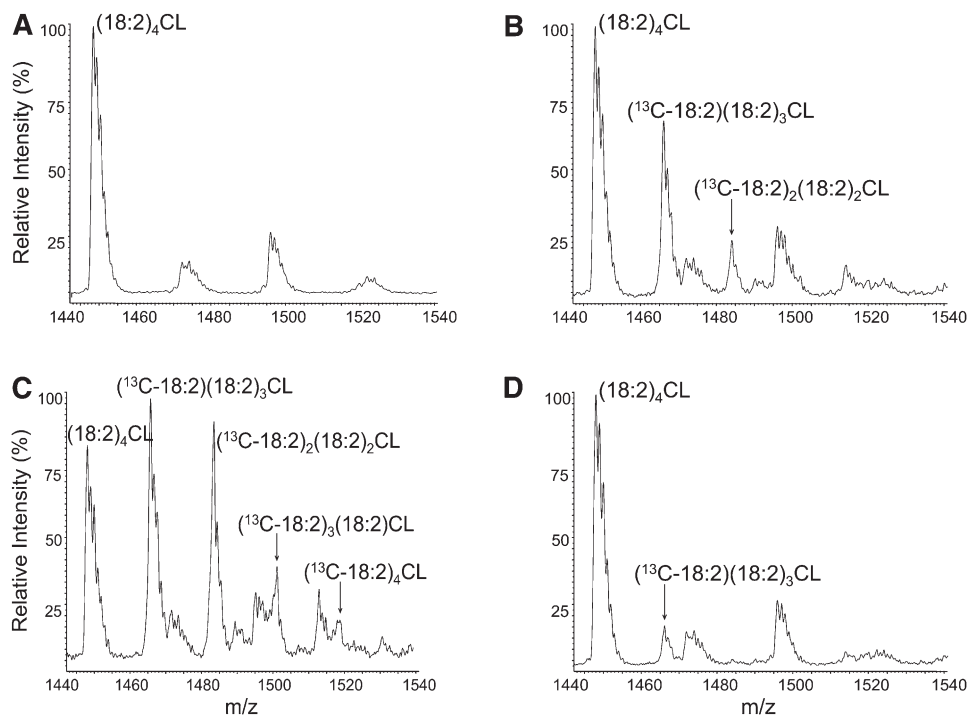 A
Relative Intensity (%)
100
75
50
25
(18:2)₄CL
1440 1460 1480 1500 1520 1540
B
100
75
50
25
(18:2)₄CL
(¹³C-18:2)(18:2)₃CL
(¹³C-18:2)₂(18:2)₂CL
1440 1460 1480 1500 1520 1540
C
Relative Intensity (%)
100
75
50
25
(¹³C-18:2)(18:2)₃CL
(18:2)₄CL
(¹³C-18:2)₂(18:2)₂CL
(¹³C-18:2)₃(18:2)CL
(¹³C-18:2)₄CL
1440 1460 1480 1500 1520 1540
m/z
D
100
75
50
25
(18:2)₄CL
(¹³C-18:2)(18:2)₃CL
1440 1460 1480 1500 1520 1540
m/z